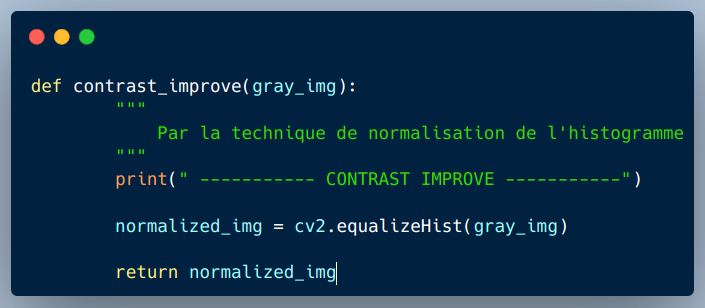 def contrast_improve(gray_img):
"""
Par la technique de normalisation de l'histogramme
"""
print(" ----------- CONTRAST IMPROVE -----------")
normalized_img = cv2.equalizeHist(gray_img)
return normalized_img